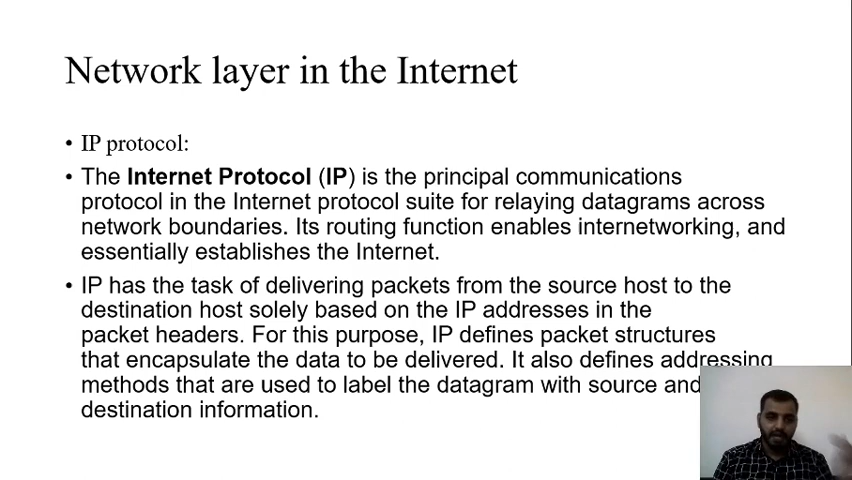 Network layer in the Internet
• IP protocol:
• The Internet Protocol (IP) is the principal communications
protocol in the Internet protocol suite for relaying datagrams across
network boundaries. Its routing function enables internetworking, and
essentially establishes the Internet.
• IP has the task of delivering packets from the source host to the
destination host solely based on the IP addresses in the
packet headers. For this purpose, IP defines packet structures
that encapsulate the data to be delivered. It also defines addressing
methods that are used to label the datagram with source and
destination information.